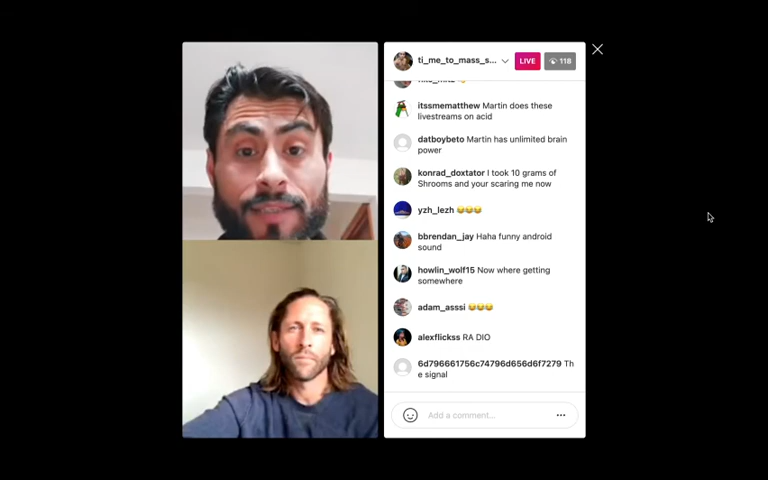 ti_me_to_mass_s...
LIVE
118
itssmematthew Martin does these
livestreams on acid
datboybeto Martin has unlimited brain
power
konrad_doxtator I took 10 grams of
Shrooms and your scaring me now
yzh_lezh 😂😂😂
bbrendan_jay Haha funny android
sound
howlin_wolf15 Now where getting
somewhere
adam_asssi 😂😂😂
alexflickss RA DIO
6d796661756c74796d656d6f7279 Th
e signal
Add a comment...